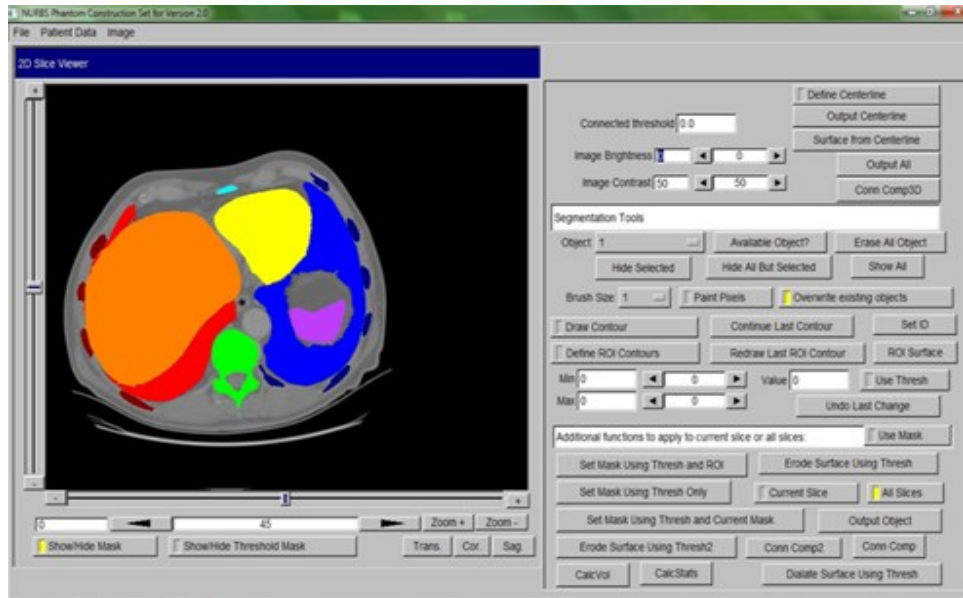 NURBS Phantom Construction Set for Version 2.0
File Patient Data Image
2D Slice Viewer
+
Define Centerline
Connected threshold 0.0
Output Centerline
Surface from Centerline
Image Brightness 0 0
Output All
Image Contrast 50 50
Conn Comp3D
Segmentation Tools
Object: 1 Available Object? Erase All Object
Hide Selected Hide All But Selected Show All
Brush Size: 1 Paint Pixels Overwrite existing objects
Draw Contour Continue Last Contour Set ID
Define ROI Contours Redraw Last ROI Contour ROI Surface
Min 0 0 Value 0 Use Thresh
Max 0 0 Undo Last Change
Additional functions to apply to current slice or all slices: Use Mask
Set Mask Using Thresh and ROI Erode Surface Using Thresh
-
Set Mask Using Thresh Only Current Slice All Slices
- +
Set Mask Using Thresh and Current Mask Output Object
0 45 Zoom + Zoom -
Show/Hide Mask Show/Hide Threshold Mask Trans. Cor. Sag.
Erode Surface Using Thresh2 Conn Comp2 Conn Comp
CalcVol CalcStats Dialate Surface Using Thresh